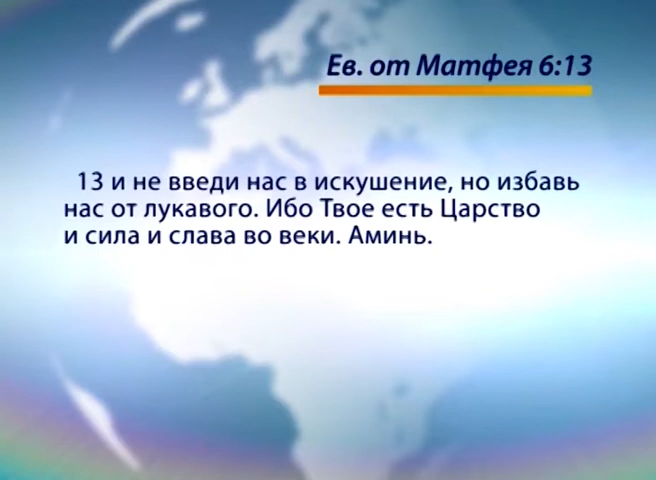 Ев. от Матфея 6:13
13 и не введи нас в искушение, но избавь
нас от лукавого. Ибо Твое есть Царство
и сила и слава во веки. Аминь.